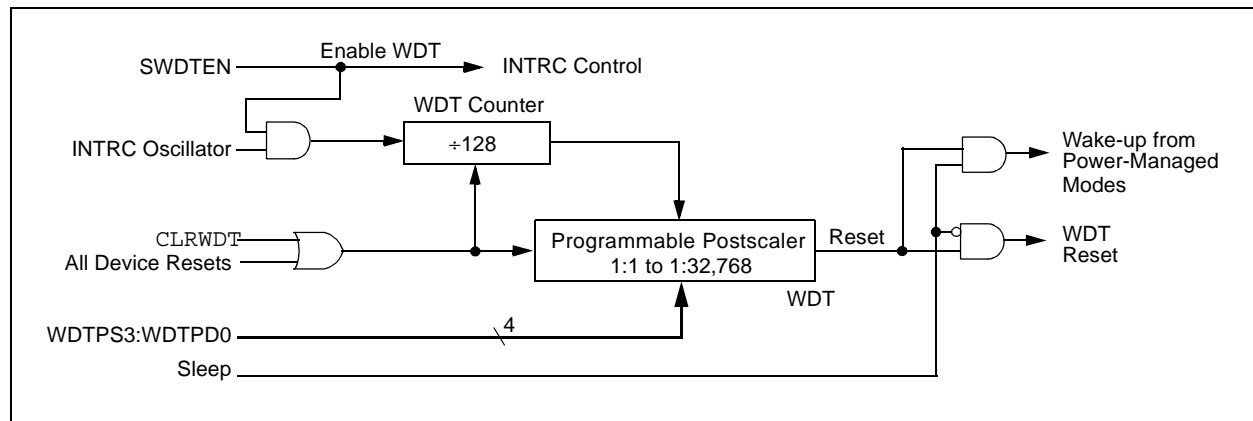 Enable WDT
SWDTEN
INTRC Control
WDT Counter
INTRC Oscillator
÷128
Wake-up from
Power-Managed
Modes
CLRWDT
All Device Resets
Programmable Postscaler
1:1 to 1:32,768
Reset
WDT
Reset
WDT
WDTPS3:WDTPD0
4
Sleep